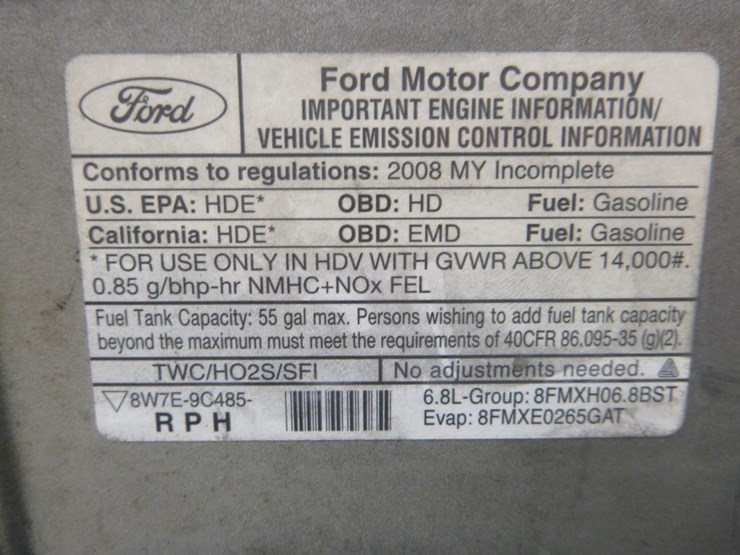 Ford
Ford Motor Company
IMPORTANT ENGINE INFORMATION/
VEHICLE EMISSION CONTROL INFORMATION
Conforms to regulations: 2008 MY Incomplete
U.S. EPA: HDE* OBD: HD Fuel: Gasoline
California: HDE* OBD: EMD Fuel: Gasoline
* FOR USE ONLY IN HDV WITH GVWR ABOVE 14,000#.
0.85 g/bhp-hr NMHC+NOx FEL
Fuel Tank Capacity: 55 gal max. Persons wishing to add fuel tank capacity
beyond the maximum must meet the requirements of 40CFR 86.095-35 (g)(2).
TWC/HO2S/SFI No adjustments needed.
8W7E-9C485- 6.8L-Group: 8FMXH06.8BST
RPH Evap: 8FMXE0265GAT